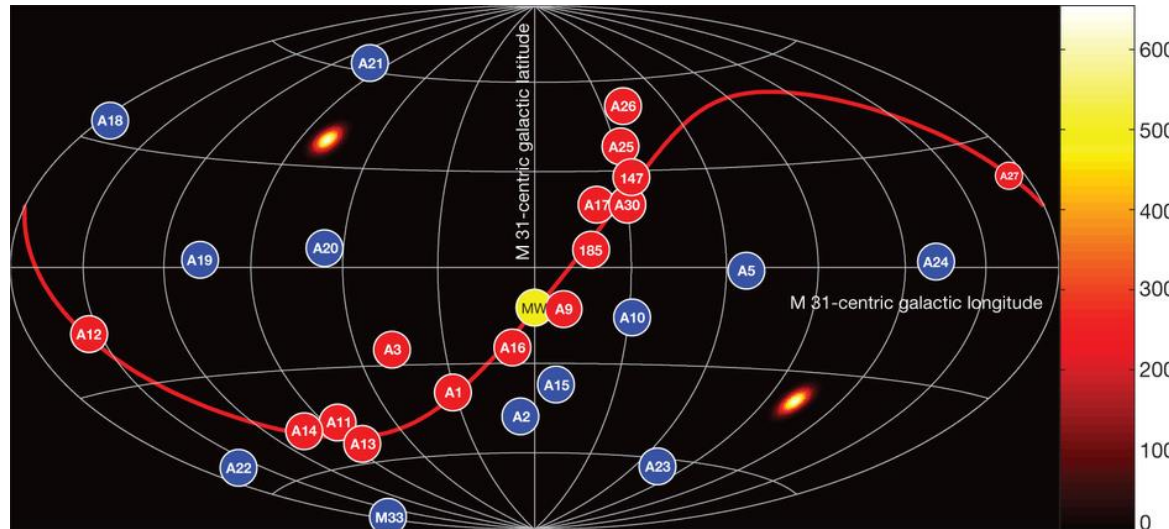 A21
A18
A26
A25
147
A27
A17
A30
185
A20
A19
A5
A24
M 31-centric galactic latitude
M 31-centric galactic longitude
MW
A9
A10
A12
A3
A16
A1
A15
A2
A14
A11
A13
A22
A23
M33
600
500
400
300
200
100
0